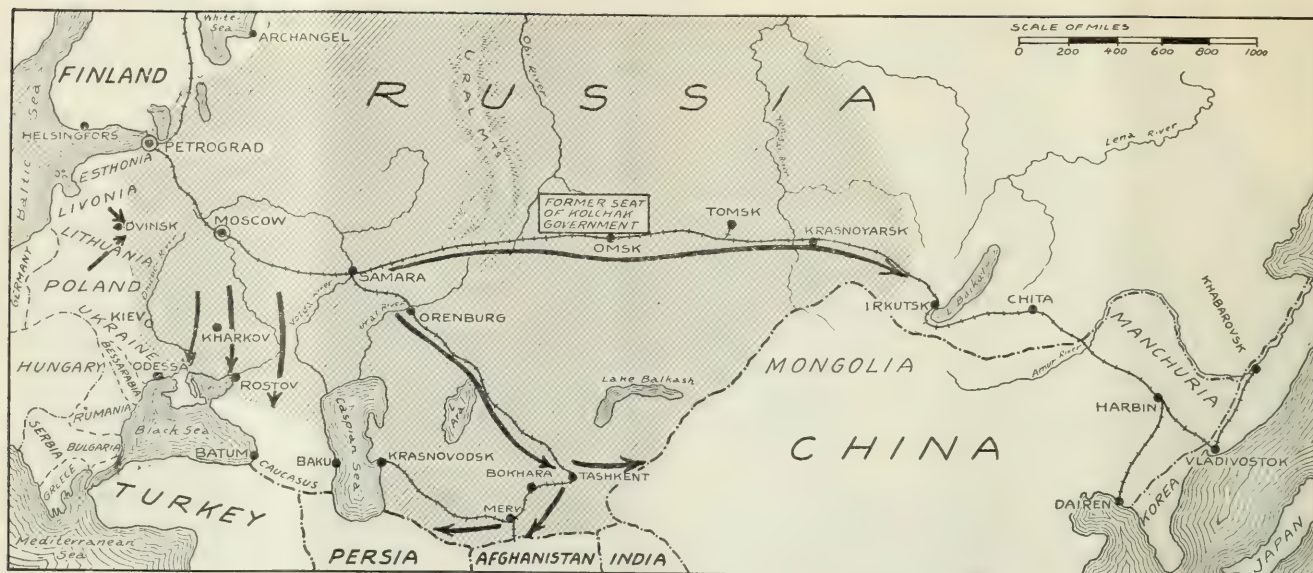 White Sea
ARCHANGEL
SCALE OF MILES
0 200 400 600 800 1000
FINLAND
RUSSIA
URAL MTS
Obi River
Yenisei River
Lena River
Baltic Sea
HELSINGFORS
PETROGRAD
ESTHONIA
LIVONIA
DVINSK
LITHUANIA
MOSCOW
FORMER SEAT
OF KOLCHAK
GOVERNMENT
OMSK
TOMSK
KRASNOYARSK
GERMANY
POLAND
SAMARA
Volga River
Ural River
ORENBURG
IRKUTSK
L. Baikal
CHITA
KHABAROVSK
KIEV
UKRAINE
KHARKOV
HUNGARY
BESSARABIA
ODESSA
ROSTOV
MONGOLIA
Amur River
MANCHURIA
Lake Balkash
Aral
HARBIN
RUMANIA
SERBIA
BULGARIA
Black Sea
Caspian Sea
CHINA
GREECE
BATUM
CAUCASUS
BAKU
KRASNOVODSK
BOKHARA
TASHKENT
VLADIVOSTOK
TURKEY
MERV
DAIREN
KOREA
Mediterranean
Sea
PERSIA
AFGHANISTAN
INDIA
JAPAN